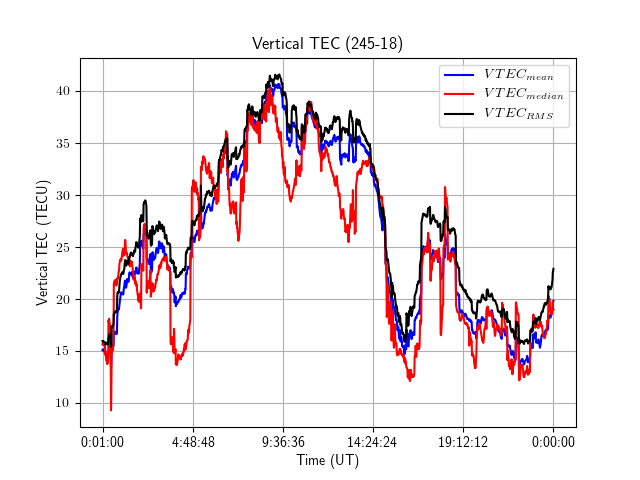 Vertical TEC (245-18)
VTEC_mean
VTEC_median
VTEC_RMS
Vertical TEC (TECU)
40
35
30
25
20
15
10
0:01:00 4:48:48 9:36:36 14:24:24 19:12:12 0:00:00
Time (UT)